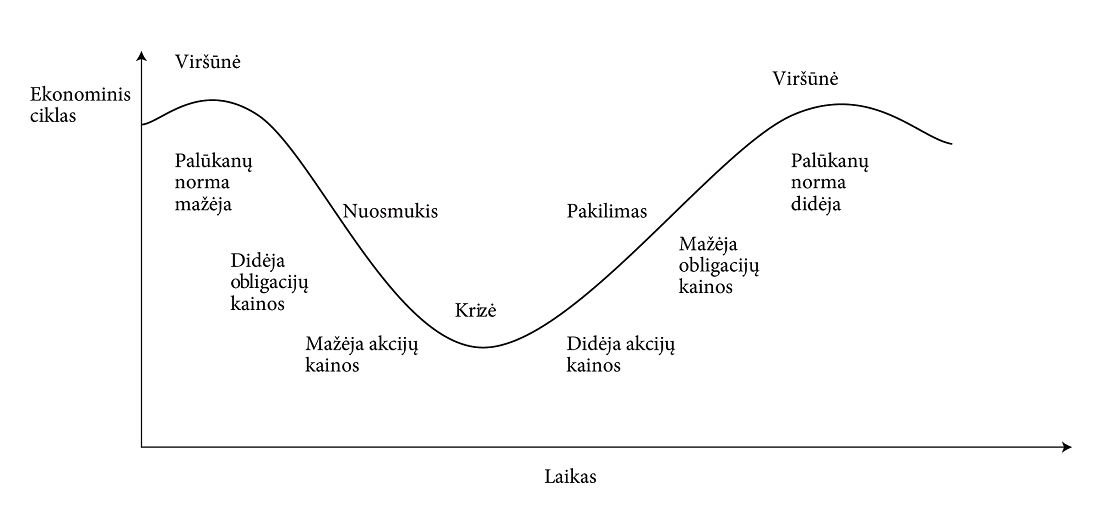 Viršūnė
Viršūnė
Ekonominis
ciklas
Palūkanų
norma
mažėja
Palūkanų
norma
didėja
Nuosmukis
Pakilimas
Mažėja
obligacijų
kainos
Didėja
obligacijų
kainos
Krizė
Mažėja akcijų
kainos
Didėja akcijų
kainos
Laikas